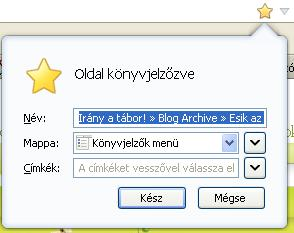 Oldal könyvjelzőzve
Név: Irány a tábor! » Blog Archive » Esik az
Mappa: Könyvjelzők menü
Címkék: A címkéket vesszővel válassza el
Kész Mégse